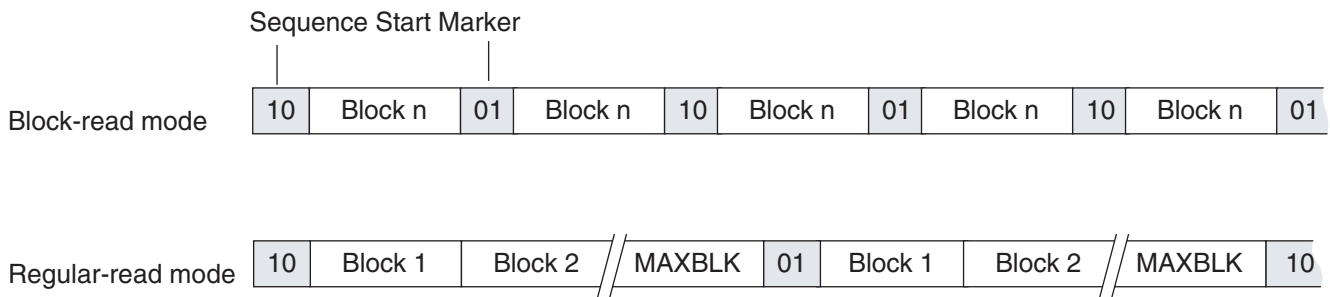 Sequence Start Marker
Block-read mode 10 Block n 01 Block n 10 Block n 01 Block n 10 Block n 01
Regular-read mode 10 Block 1 Block 2 MAXBLK 01 Block 1 Block 2 MAXBLK 10